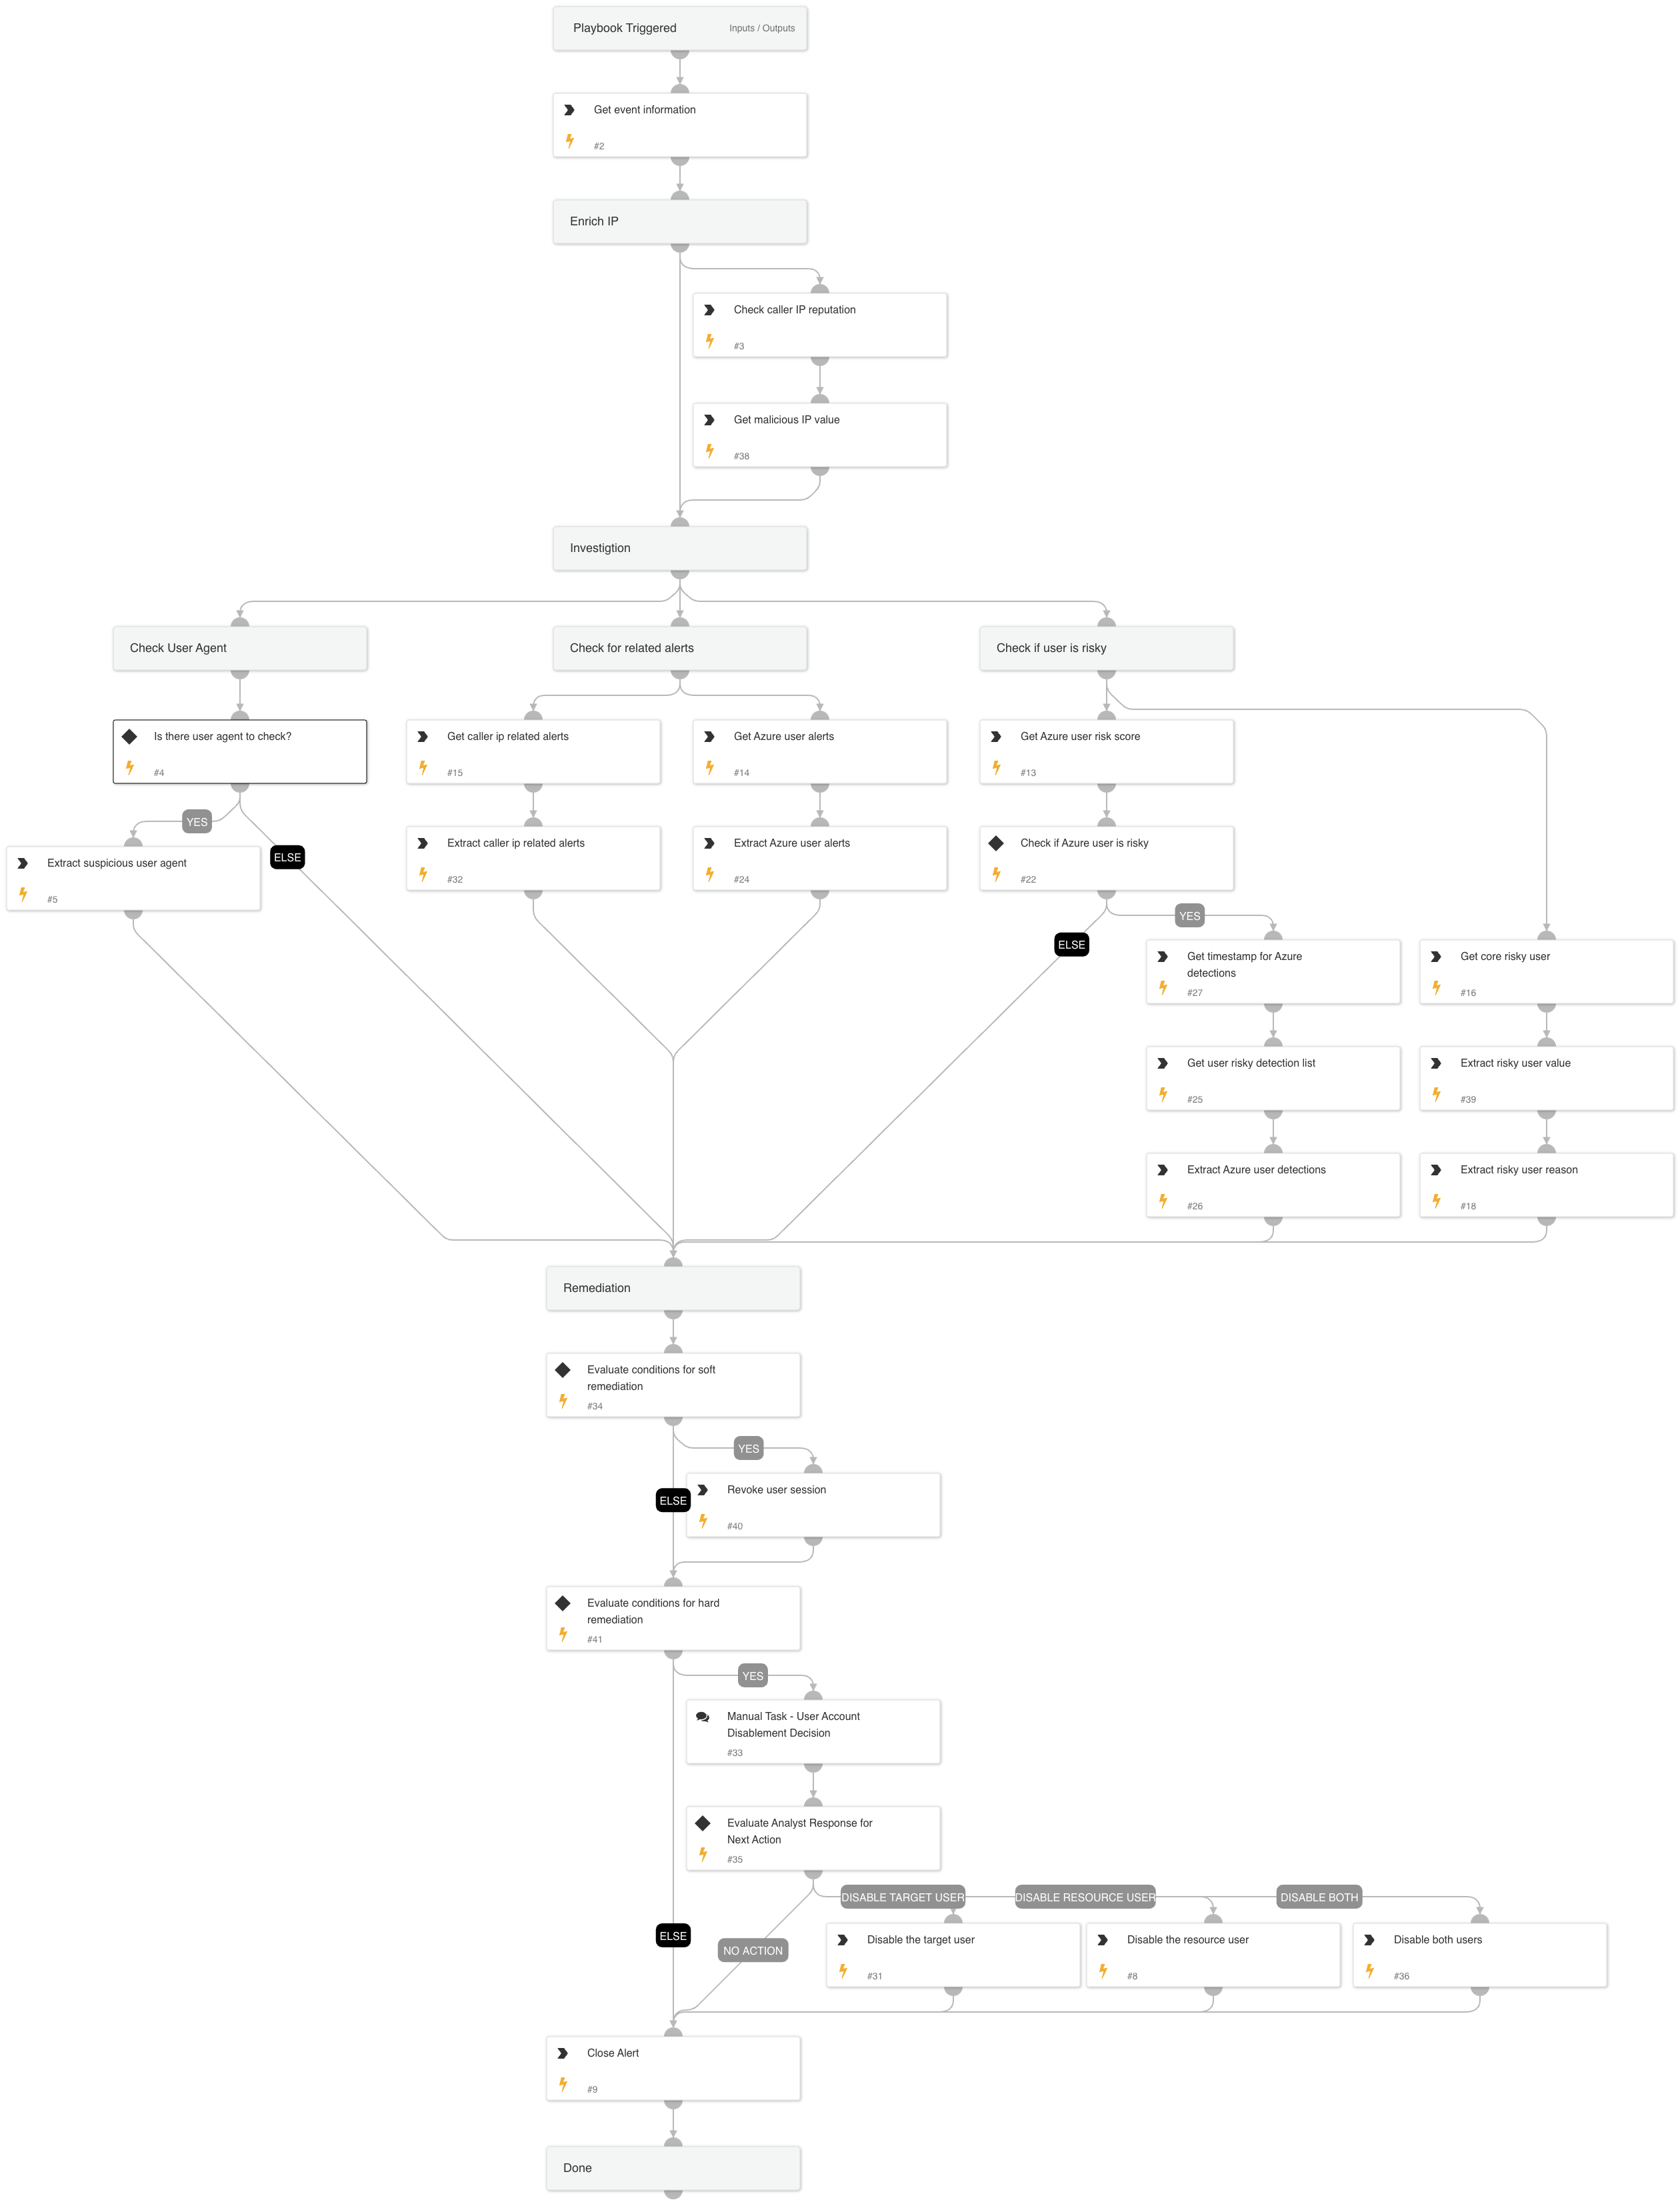 Playbook Triggered
Inputs / Outputs
Get event information
#2
Enrich IP
Check caller IP reputation
#3
Get malicious IP value
#38
Investigtion
Check User Agent
Check for related alerts
Check if user is risky
Is there user agent to check?
#4
Get caller ip related alerts
#15
Get Azure user alerts
#14
Get Azure user risk score
#13
YES
ELSE
Extract suspicious user agent
#5
Extract caller ip related alerts
#32
Extract Azure user alerts
#24
Check if Azure user is risky
#22
YES
ELSE
Get timestamp for Azure
detections
#27
Get core risky user
#16
Get user risky detection list
#25
Extract risky user value
#39
Extract Azure user detections
#26
Extract risky user reason
#18
Remediation
Evaluate conditions for soft
remediation
#34
YES
ELSE
Revoke user session
#40
Evaluate conditions for hard
remediation
#41
YES
Manual Task - User Account
Disablement Decision
#33
Evaluate Analyst Response for
Next Action
#35
DISABLE TARGET USER
DISABLE RESOURCE USER
DISABLE BOTH
ELSE
NO ACTION
Disable the target user
#31
Disable the resource user
#8
Disable both users
#36
Close Alert
#9
Done